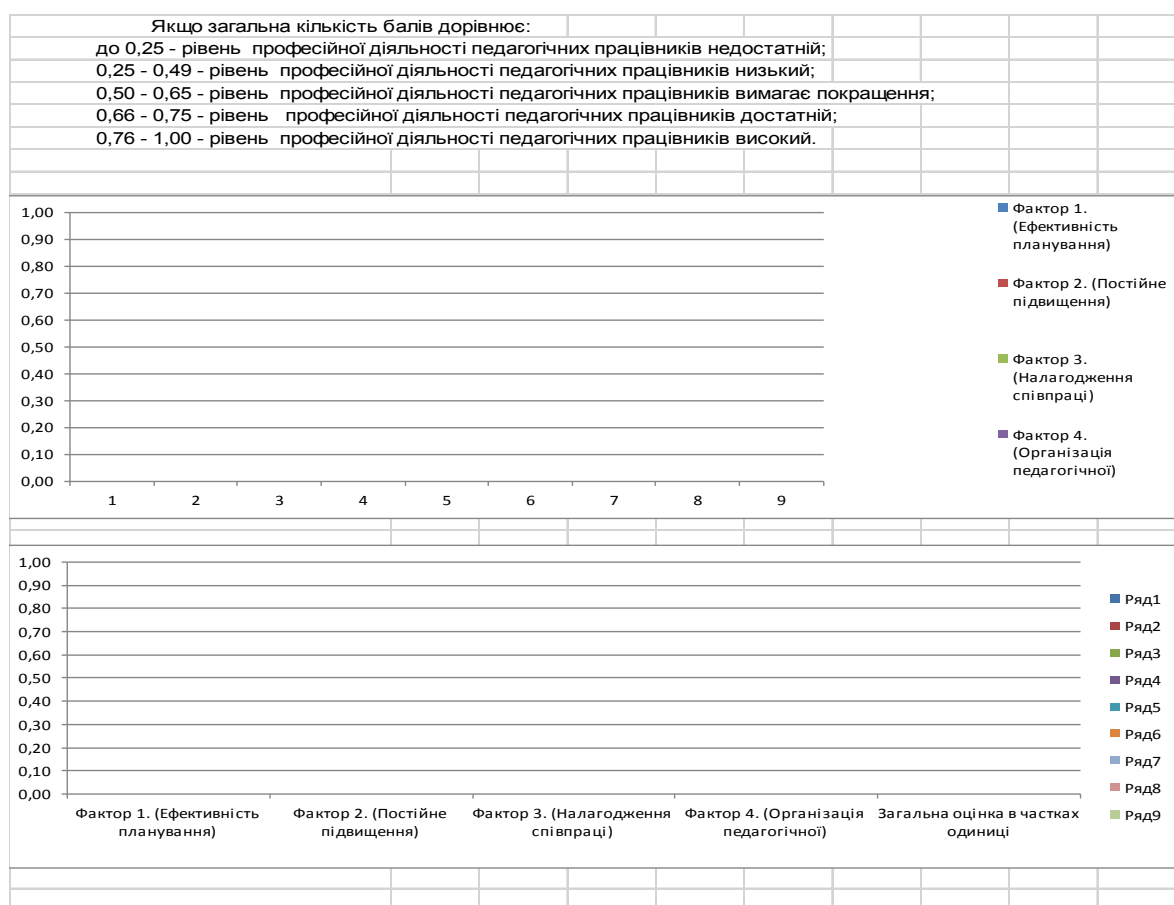 Якщо загальна кількість балів дорівнює:
до 0,25 - рівень професійної діяльності педагогічних працівників недостатній;
0,25 - 0,49 - рівень професійної діяльності педагогічних працівників низький;
0,50 - 0,65 - рівень професійної діяльності педагогічних працівників вимагає покращення;
0,66 - 0,75 - рівень професійної діяльності педагогічних працівників достатній;
0,76 - 1,00 - рівень професійної діяльності педагогічних працівників високий.
1,00
0,90
0,80
0,70
0,60
0,50
0,40
0,30
0,20
0,10
0,00
1 2 3 4 5 6 7 8 9
Фактор 1.
(Ефективність
планування)
Фактор 2. (Постійне
підвищення)
Фактор 3.
(Налагодження
співпраці)
Фактор 4.
(Організація
педагогічної)
1,00
0,90
0,80
0,70
0,60
0,50
0,40
0,30
0,20
0,10
0,00
Фактор 1. (Ефективність
планування)
Фактор 2. (Постійне
підвищення)
Фактор 3. (Налагодження
співпраці)
Фактор 4. (Організація
педагогічної)
Загальна оцінка в частках
одиниці
Ряд1
Ряд2
Ряд3
Ряд4
Ряд5
Ряд6
Ряд7
Ряд8
Ряд9